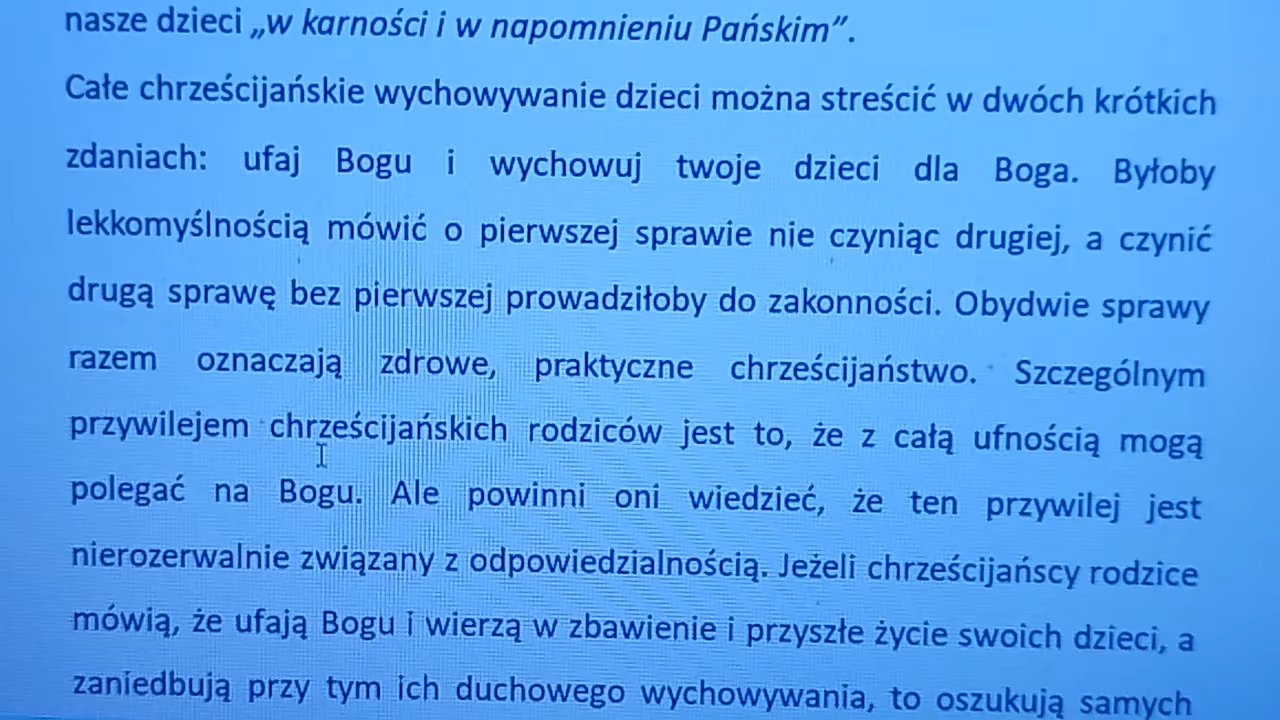 nasze dzieci „w karności i w napomnieniu Pańskim”.
Całe chrześcijańskie wychowywanie dzieci można streścić w dwóch krótkich
zdaniach: ufaj Bogu i wychowuj twoje dzieci dla Boga. Byłoby
lekkomyślnością mówić o pierwszej sprawie nie czyniąc drugiej, a czynić
drugą sprawę bez pierwszej prowadziłoby do zakonności. Obydwie sprawy
razem oznaczają zdrowe, praktyczne chrześcijaństwo. Szczególnym
przywilejem chrześcijańskich rodziców jest to, że z całą ufnością mogą
polegać na Bogu. Ale powinni oni wiedzieć, że ten przywilej jest
nierozerwalnie związany z odpowiedzialnością. Jeżeli chrześcijańscy rodzice
mówią, że ufają Bogu i wierzą w zbawienie i przyszłe życie swoich dzieci, a
zaniedbują przy tym ich duchowego wychowywania, to oszukują samych